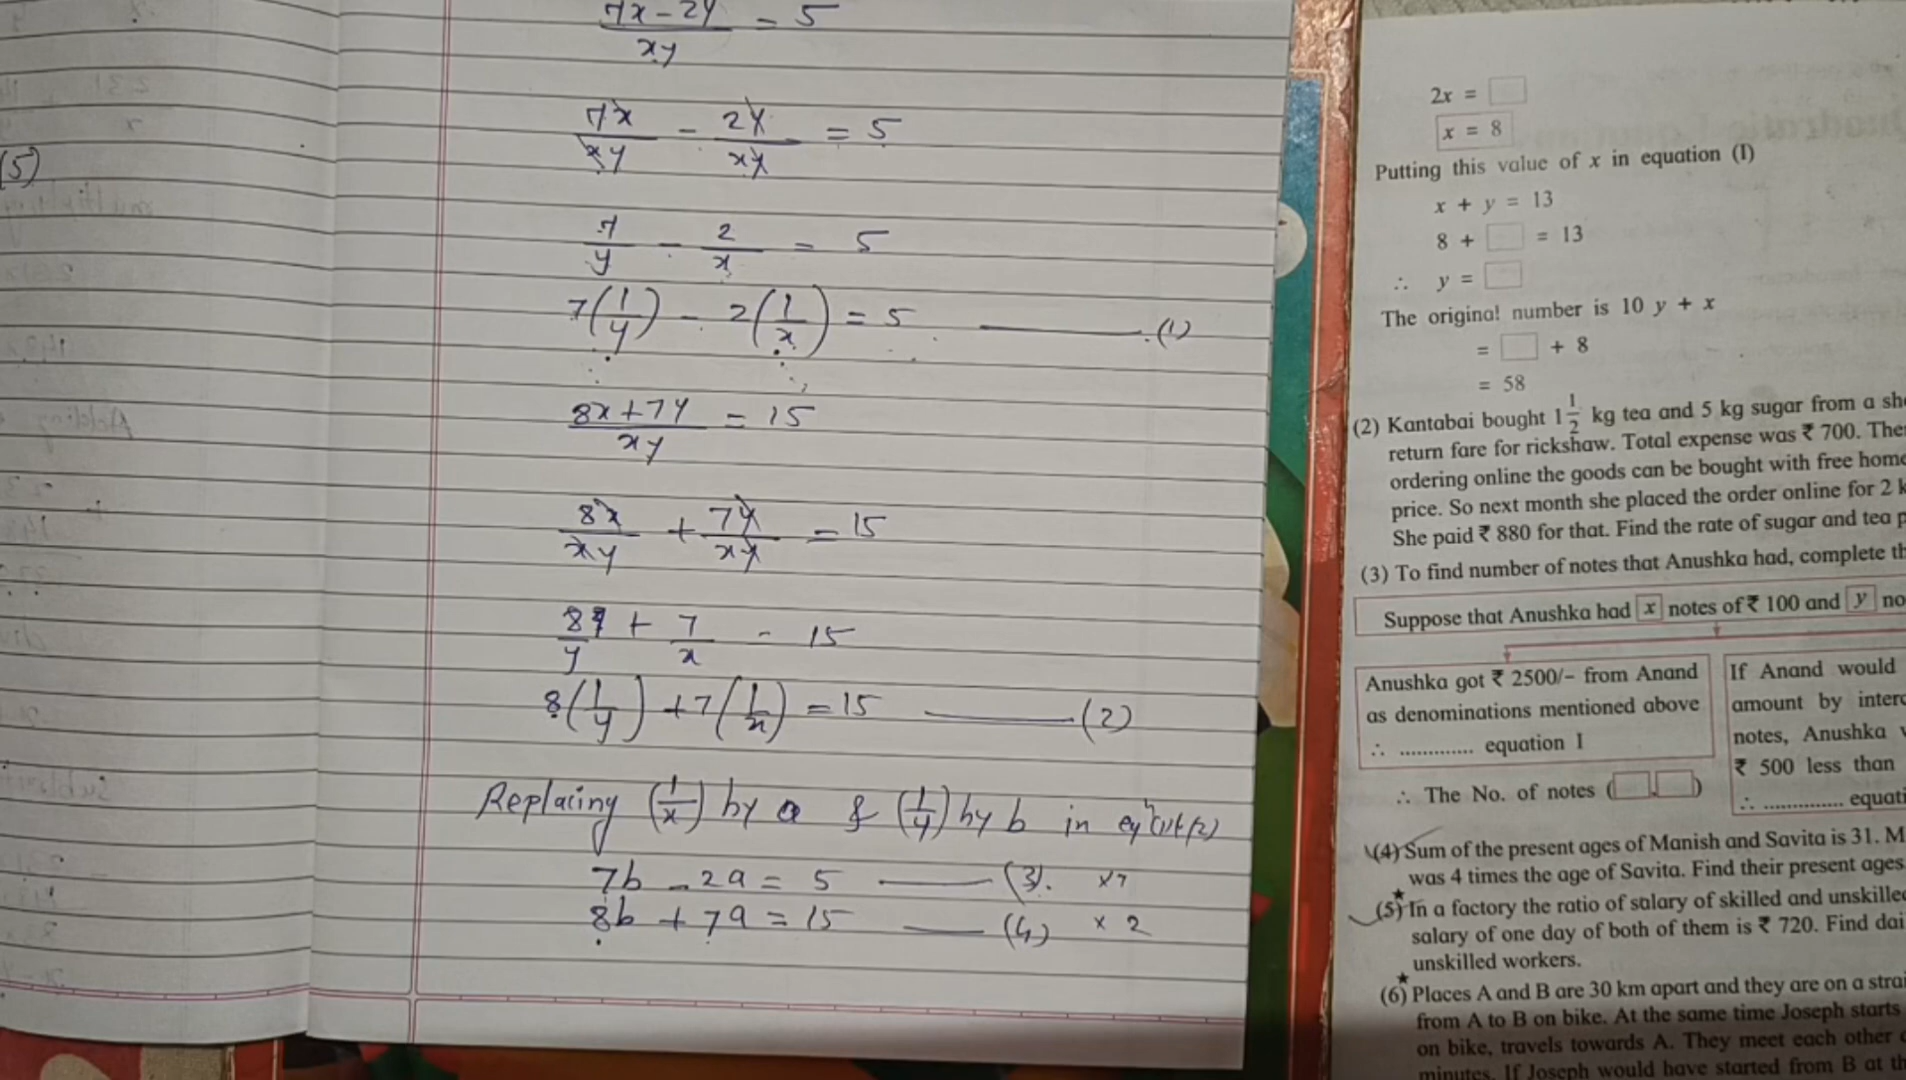 7x - 2y / xy = 5
7x / xy - 2y / xy = 5
(5)
7 / y - 2 / x = 5
7(1/y) - 2(1/x) = 5 ——— (1)
8x + 7y / xy = 15
8x / xy + 7y / xy = 15
8 / y + 7 / x = 15
8(1/y) + 7(1/x) = 15 ——— (2)
Replacing (1/x) by a & (1/y) by b in eqn (1) & (2)
7b - 2a = 5 ——— (3). ×7
8b + 7a = 15 ——— (4) × 2
2x = □
x = 8
Putting this value of x in equation (I)
x + y = 13
8 + □ = 13
∴ y = □
The original number is 10 y + x
= □ + 8
= 58
(2) Kantabai bought 1 1/2 kg tea and 5 kg sugar from a
return fare for rickshaw. Total expense was ₹ 700.
ordering online the goods can be bought with free
price. So next month she placed the order online for 2
She paid ₹ 880 for that. Find the rate of sugar and tea
(3) To find number of notes that Anushka had, complete
Suppose that Anushka had x notes of ₹ 100 and y
Anushka got ₹ 2500/- from Anand
as denominations mentioned above
∴ ............. equation I
If Anand would
amount by
notes, Anushka
₹ 500 less than
∴ ..............
∴ The No. of notes (□, □)
(4) Sum of the present ages of Manish and Savita is 31.
was 4 times the age of Savita. Find their present ages
(5)* In a factory the ratio of salary of skilled and
salary of one day of both of them is ₹ 720. Find
unskilled workers.
(6)* Places A and B are 30 km apart and they are on a
from A to B on bike. At the same time Joseph starts
on bike, travels towards A. They meet each other
minutes. If Joseph would have started from B at